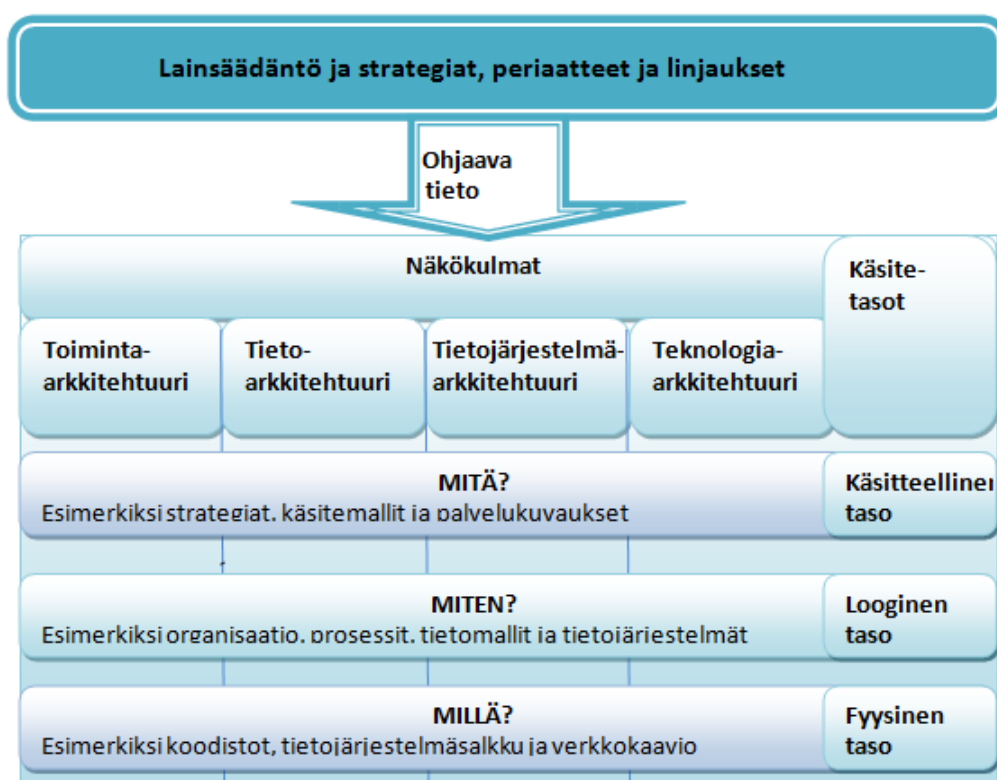 Lainsäädäntö ja strategiat, periaatteet ja linjaukset
Ohjaava
tieto
Näkökulmat
Käsite-
tasot
Toiminta-
arkkitehtuuri
Tieto-
arkkitehtuuri
Tietojärjestelmä-
arkkitehtuuri
Teknologia-
arkkitehtuuri
MITÄ?
Esimerkiksi strategiat, käsitemallit ja palvelukuvaukset
Käsitteellinen
taso
MITEN?
Esimerkiksi organisaatio, prosessit, tietomallit ja tietojärjestelmät
Looginen
taso
MILLÄ?
Esimerkiksi koodistot, tietojärjestelmäsalkku ja verkkokaavio
Fyysinen
taso